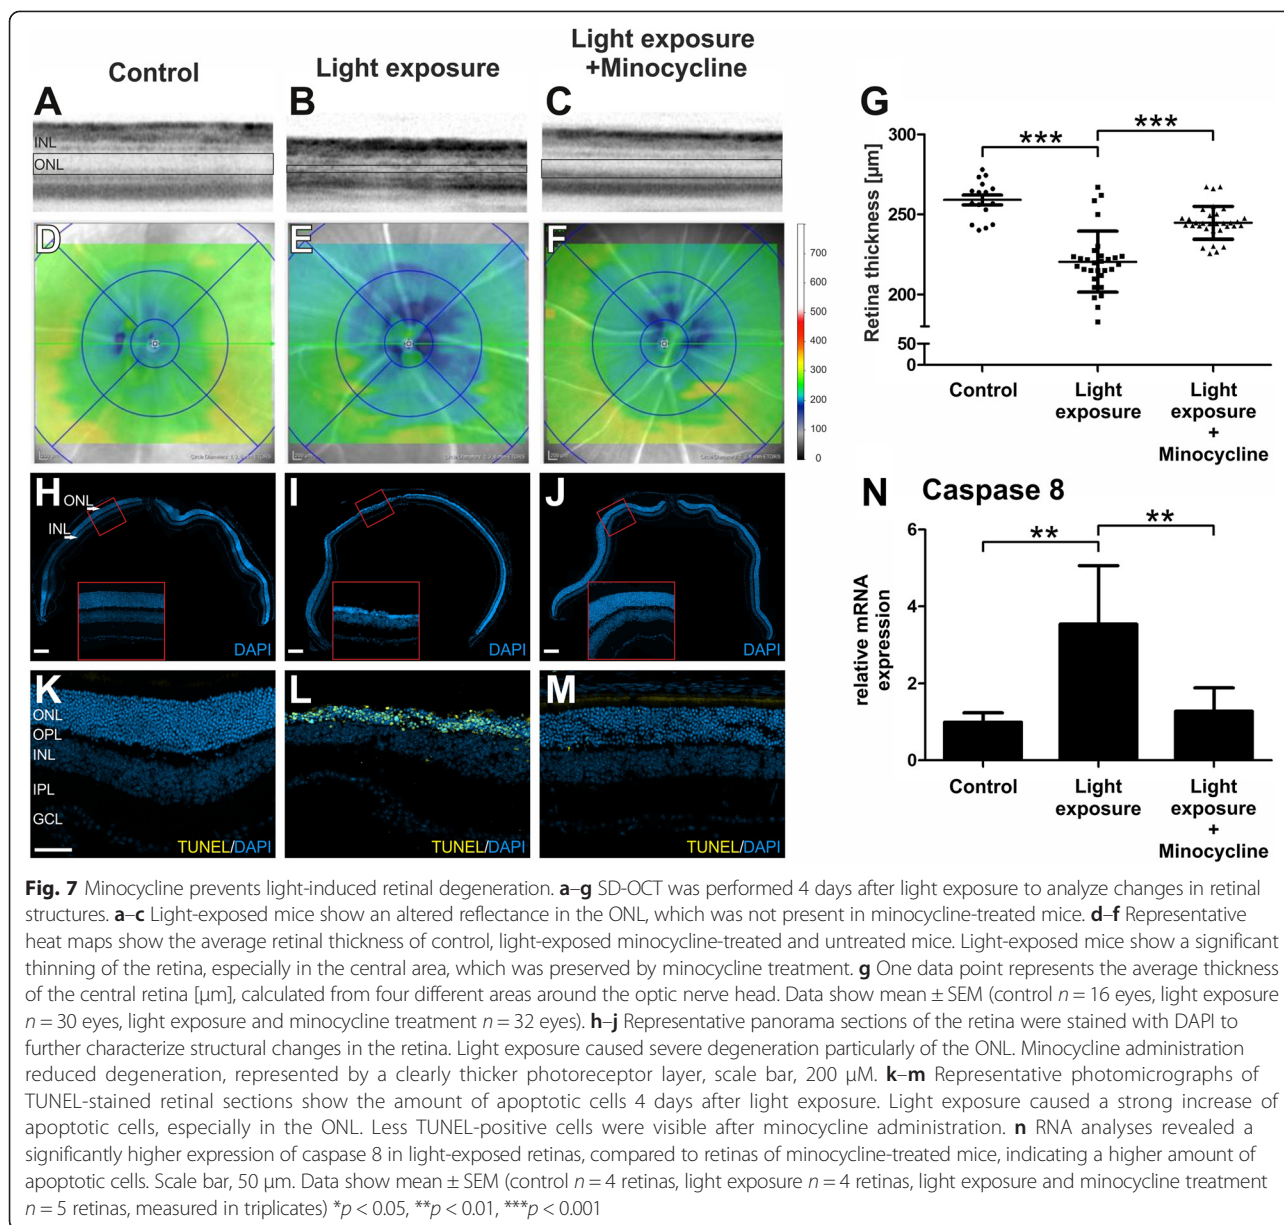 Control
Light exposure
Light exposure
+Minocycline
A
INL
ONL
B
C
D
E
F
700
600
500
400
300
200
100
0
200 µm
200 µm
200 µm
G
Retina thickness [µm]
300
250
200
50
0
***
***
Control
Light
exposure
Light
exposure
+
Minocycline
H
ONL
INL
DAPI
I
DAPI
J
DAPI
K
ONL
OPL
INL
IPL
GCL
TUNEL/DAPI
L
TUNEL/DAPI
M
TUNEL/DAPI
N Caspase 8
relative mRNA
expression
6
4
2
0
**
**
Control
Light
exposure
Light
exposure
+
Minocycline
Fig. 7 Minocycline prevents light-induced retinal degeneration. a–g SD-OCT was performed 4 days after light exposure to analyze changes in retinal
structures. a–c Light-exposed mice show an altered reflectance in the ONL, which was not present in minocycline-treated mice. d–f Representative
heat maps show the average retinal thickness of control, light-exposed minocycline-treated and untreated mice. Light-exposed mice show a significant
thinning of the retina, especially in the central area, which was preserved by minocycline treatment. g One data point represents the average thickness
of the central retina [µm], calculated from four different areas around the optic nerve head. Data show mean ± SEM (control n = 16 eyes, light exposure
n = 30 eyes, light exposure and minocycline treatment n = 32 eyes). h–j Representative panorama sections of the retina were stained with DAPI to
further characterize structural changes in the retina. Light exposure caused severe degeneration particularly of the ONL. Minocycline administration
reduced degeneration, represented by a clearly thicker photoreceptor layer, scale bar, 200 µM. k–m Representative photomicrographs of
TUNEL-stained retinal sections show the amount of apoptotic cells 4 days after light exposure. Light exposure caused a strong increase of
apoptotic cells, especially in the ONL. Less TUNEL-positive cells were visible after minocycline administration. n RNA analyses revealed a
significantly higher expression of caspase 8 in light-exposed retinas, compared to retinas of minocycline-treated mice, indicating a higher amount of
apoptotic cells. Scale bar, 50 µm. Data show mean ± SEM (control n = 4 retinas, light exposure n = 4 retinas, light exposure and minocycline treatment
n = 5 retinas, measured in triplicates) *p < 0.05, **p < 0.01, ***p < 0.001